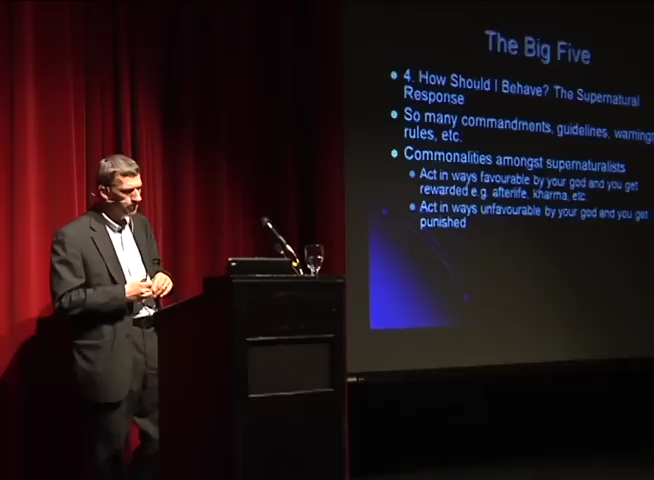 The Big Five
4. How Should I Behave? The Supernatural
Response
So many commandments, guidelines, warning
rules, etc.
Commonalities amongst supernaturalists
Act in ways favourable by your god and you get
rewarded e.g. afterlife, kharma, etc.
Act in ways unfavourable by your god and you get
punished